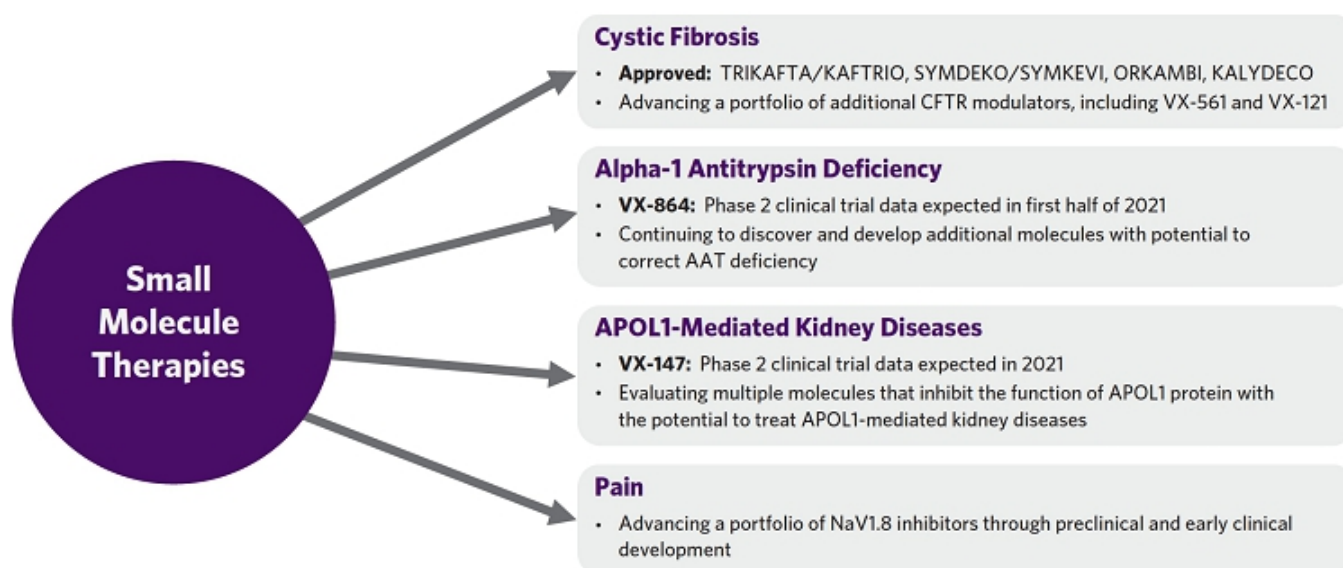 Small
Molecule
Therapies
Cystic Fibrosis
• Approved: TRIKAFTA/KAFTRIO, SYMDEKO/SYMKEVI, ORKAMBI, KALYDECO
• Advancing a portfolio of additional CFTR modulators, including VX-561 and VX-121
Alpha-1 Antitrypsin Deficiency
• VX-864: Phase 2 clinical trial data expected in first half of 2021
• Continuing to discover and develop additional molecules with potential to
correct AAT deficiency
APOL1-Mediated Kidney Diseases
• VX-147: Phase 2 clinical trial data expected in 2021
• Evaluating multiple molecules that inhibit the function of APOL1 protein with
the potential to treat APOL1-mediated kidney diseases
Pain
• Advancing a portfolio of NaV1.8 inhibitors through preclinical and early clinical
development